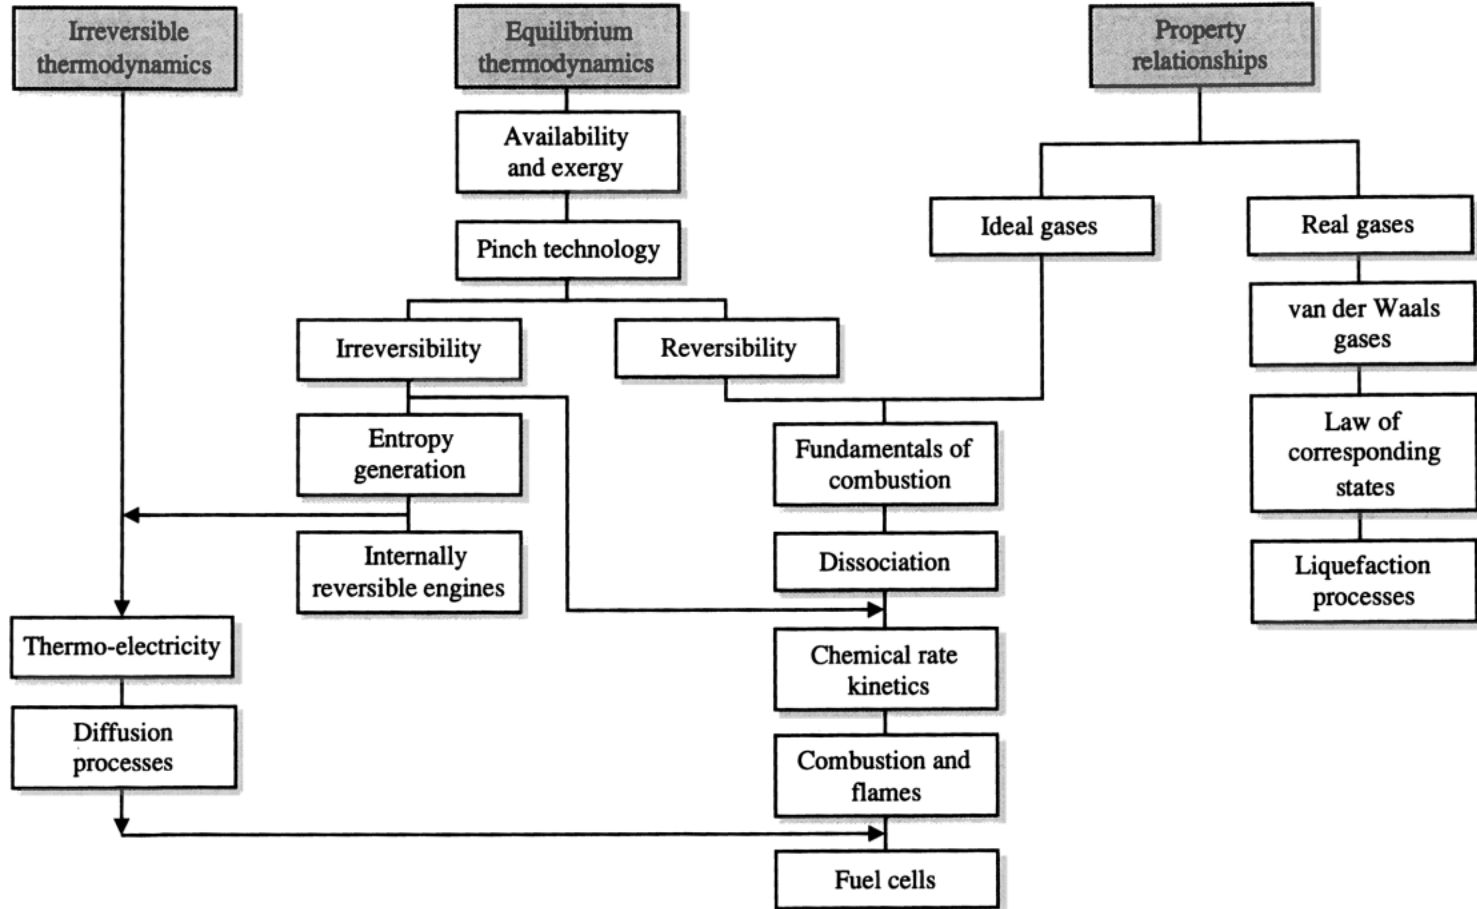 Irreversible
thermodynamics
Equilibrium
thermodynamics
Property
relationships
Availability
and exergy
Pinch technology
Ideal gases
Real gases
Irreversibility
Reversibility
van der Waals
gases
Entropy
generation
Fundamentals of
combustion
Law of
corresponding
states
Internally
reversible engines
Dissociation
Liquefaction
processes
Thermo-electricity
Chemical rate
kinetics
Diffusion
processes
Combustion and
flames
Fuel cells